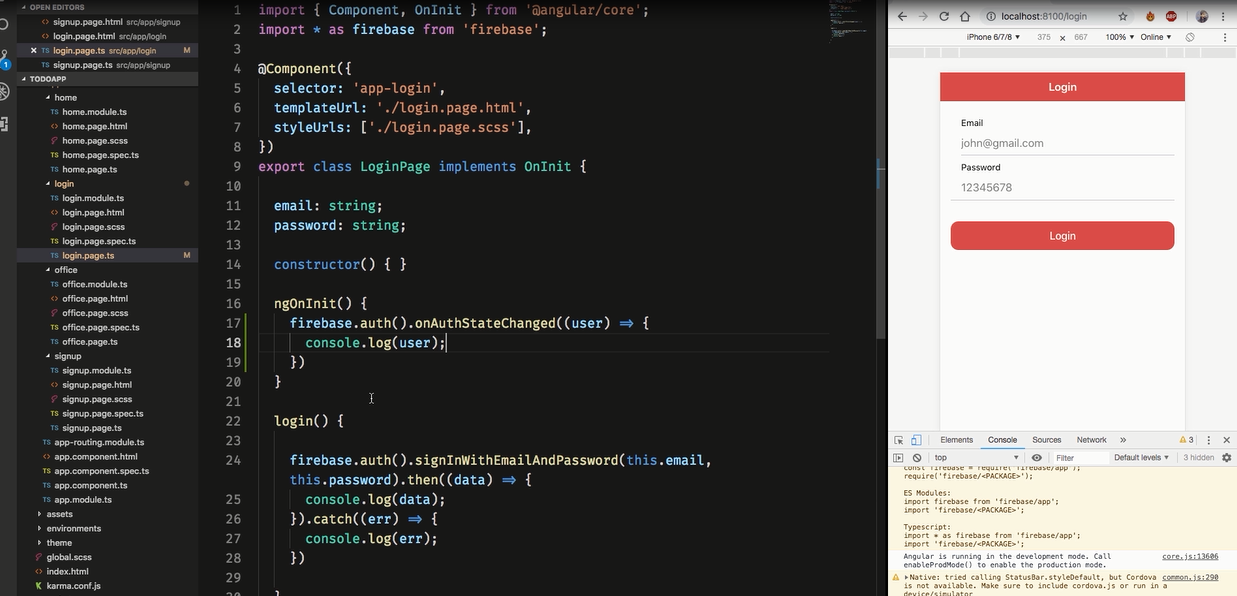 OPEN EDITORS
signup.page.html src/app/signup
login.page.html src/app/login
× TS login.page.ts src/app/login M
TS signup.page.ts src/app/signup
1
TODOAPP
home
TS home.module.ts
<> home.page.html
home.page.scss
TS home.page.spec.ts
TS home.page.ts
login
TS login.module.ts
<> login.page.html
login.page.scss
TS login.page.spec.ts
TS login.page.ts M
office
TS office.module.ts
<> office.page.html
office.page.scss
TS office.page.spec.ts
TS office.page.ts
signup
TS signup.module.ts
<> signup.page.html
signup.page.scss
TS signup.page.spec.ts
TS signup.page.ts
TS app-routing.module.ts
<> app.component.html
TS app.component.spec.ts
TS app.component.ts
TS app.module.ts
assets
environments
theme
global.scss
<> index.html
karma.conf.js
1 import { Component, OnInit } from '@angular/core';
2 import * as firebase from 'firebase';
3
4 @Component({
5 selector: 'app-login',
6 templateUrl: './login.page.html',
7 styleUrls: ['./login.page.scss'],
8 })
9 export class LoginPage implements OnInit {
10
11 email: string;
12 password: string;
13
14 constructor() { }
15
16 ngOnInit() {
17 firebase.auth().onAuthStateChanged((user) => {
18 console.log(user);
19 })
20 }
21
22 login() {
23
24 firebase.auth().signInWithEmailAndPassword(this.email,
this.password).then((data) => {
25 console.log(data);
26 }).catch((err) => {
27 console.log(err);
28 })
29
30 }
localhost:8100/login
ABP
iPhone 6/7/8 ▾ 375 × 667 100% ▾ Online ▾
Login
Email
john@gmail.com
Password
12345678
Login
Elements Console Sources Network » 3
top ▾ Filter Default levels ▾ 3 hidden
const firebase = require('firebase/app');
require('firebase/<PACKAGE>');
ES Modules:
import firebase from 'firebase/app';
import 'firebase/<PACKAGE>';
Typescript:
import * as firebase from 'firebase/app';
import 'firebase/<PACKAGE>';
Angular is running in the development mode. Call core.js:13606
enableProdMode() to enable the production mode.
Native: tried calling StatusBar.styleDefault, but Cordova common.js:290
is not available. Make sure to include cordova.js or run in a
device/simulator